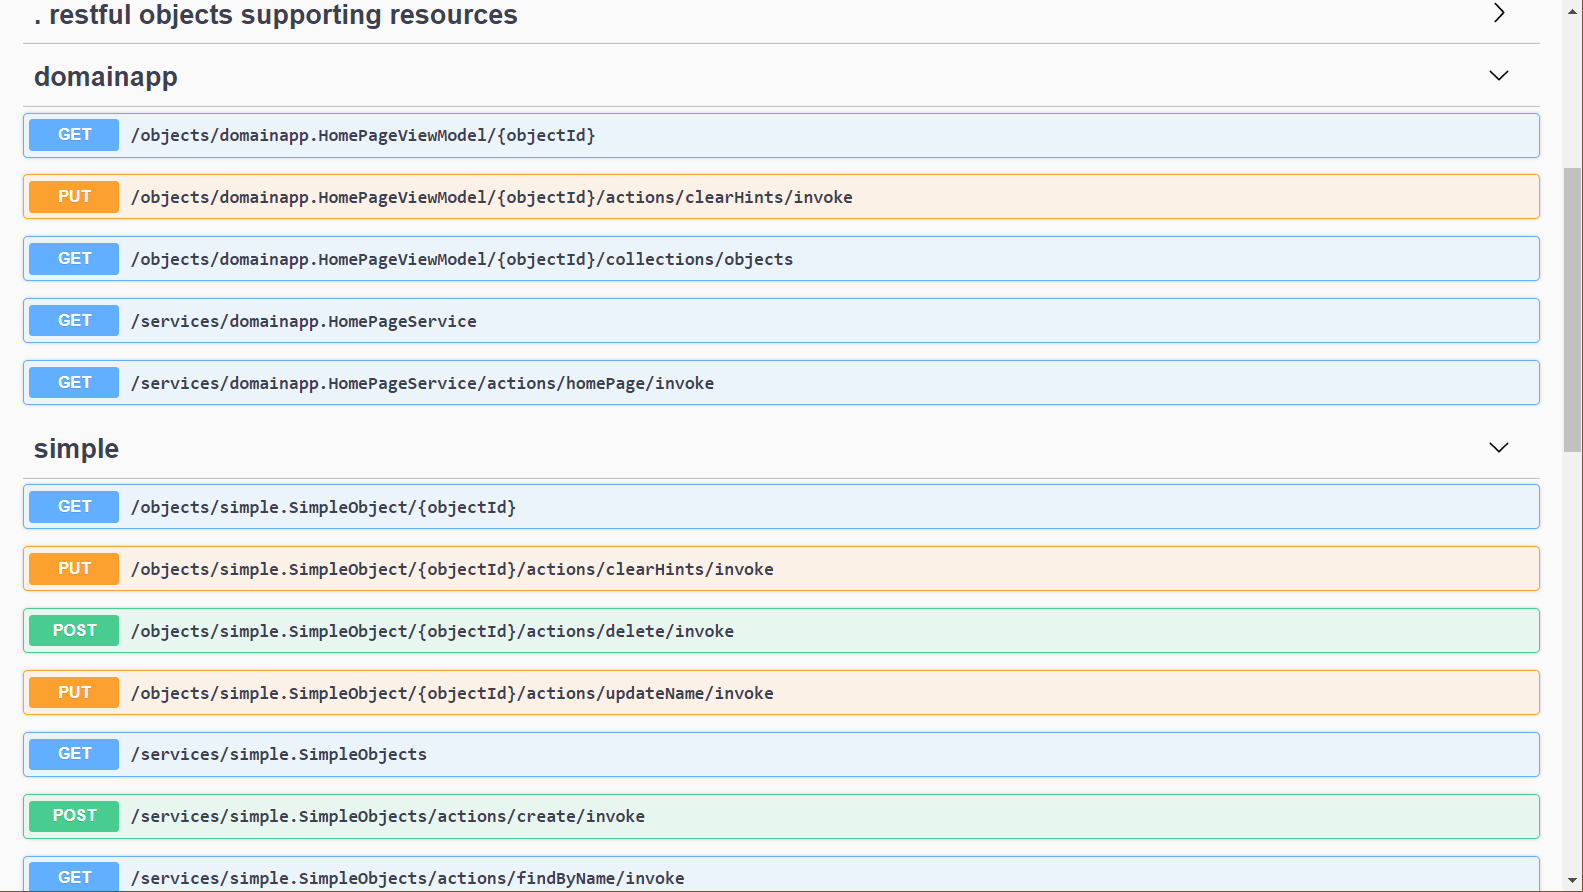 . restful objects supporting resources
domainapp
GET /objects/domainapp.HomePageViewModel/{objectId}
PUT /objects/domainapp.HomePageViewModel/{objectId}/actions/clearHints/invoke
GET /objects/domainapp.HomePageViewModel/{objectId}/collections/objects
GET /services/domainapp.HomePageService
GET /services/domainapp.HomePageService/actions/homePage/invoke
simple
GET /objects/simple.SimpleObject/{objectId}
PUT /objects/simple.SimpleObject/{objectId}/actions/clearHints/invoke
POST /objects/simple.SimpleObject/{objectId}/actions/delete/invoke
PUT /objects/simple.SimpleObject/{objectId}/actions/updateName/invoke
GET /services/simple.SimpleObjects
POST /services/simple.SimpleObjects/actions/create/invoke
GET /services/simple.SimpleObjects/actions/findByName/invoke